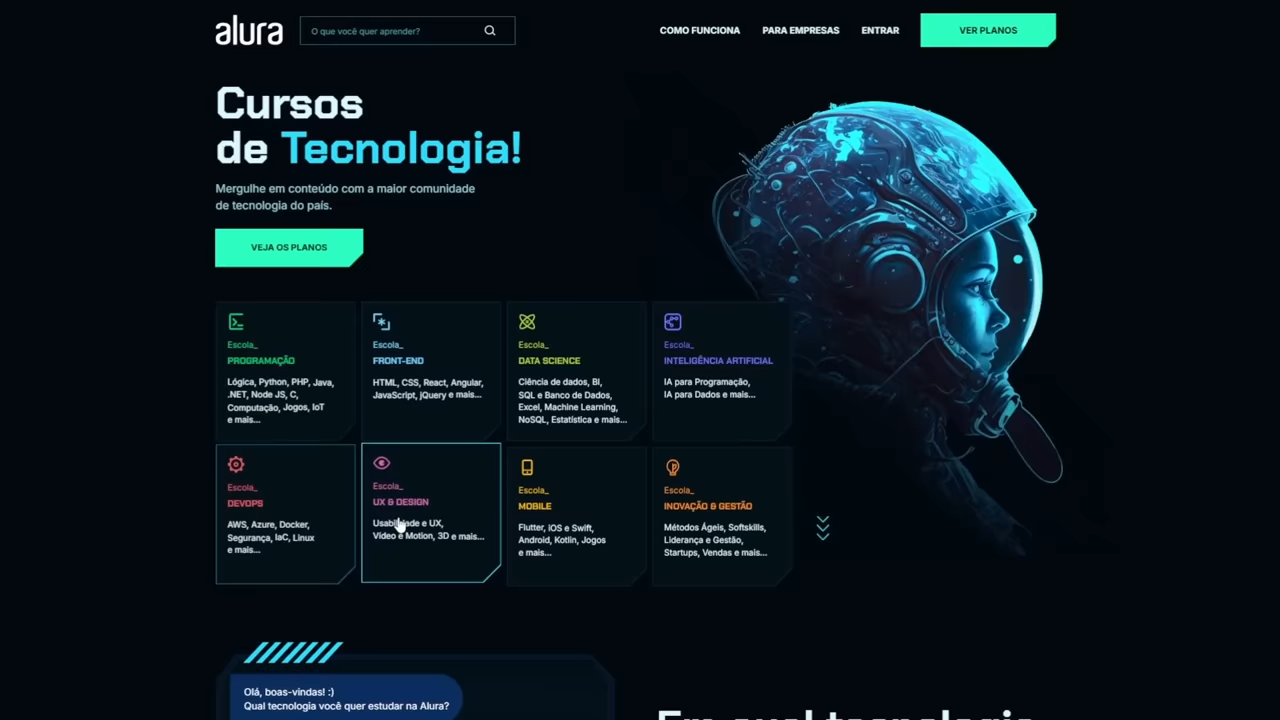 alura
O que você quer aprender?
COMO FUNCIONA
PARA EMPRESAS
ENTRAR
VER PLANOS
Cursos
de Tecnologia!
Mergulhe em conteúdo com a maior comunidade
de tecnologia do país.
VEJA OS PLANOS
Escola_
PROGRAMAÇÃO
Lógica, Python, PHP, Java,
.NET, Node JS, C,
Computação, Jogos, IoT
e mais...
Escola_
FRONT-END
HTML, CSS, React, Angular,
JavaScript, jQuery e mais...
Escola_
DATA SCIENCE
Ciência de dados, BI,
SQL e Banco de Dados,
Excel, Machine Learning,
NoSQL, Estatística e mais...
Escola_
INTELIGÊNCIA ARTIFICIAL
IA para Programação,
IA para Dados e mais...
Escola_
DEVOPS
AWS, Azure, Docker,
Segurança, IaC, Linux
e mais...
Escola_
UX & DESIGN
Usabilidade e UX,
Vídeo e Motion, 3D e mais...
Escola_
MOBILE
Flutter, iOS e Swift,
Android, Kotlin, Jogos
e mais...
Escola_
INOVAÇÃO & GESTÃO
Métodos Ágeis, Softskills,
Liderança e Gestão,
Startups, Vendas e mais...
Olá, boas-vindas! :)
Qual tecnologia você quer estudar na Alura?
Em qual tecnologia